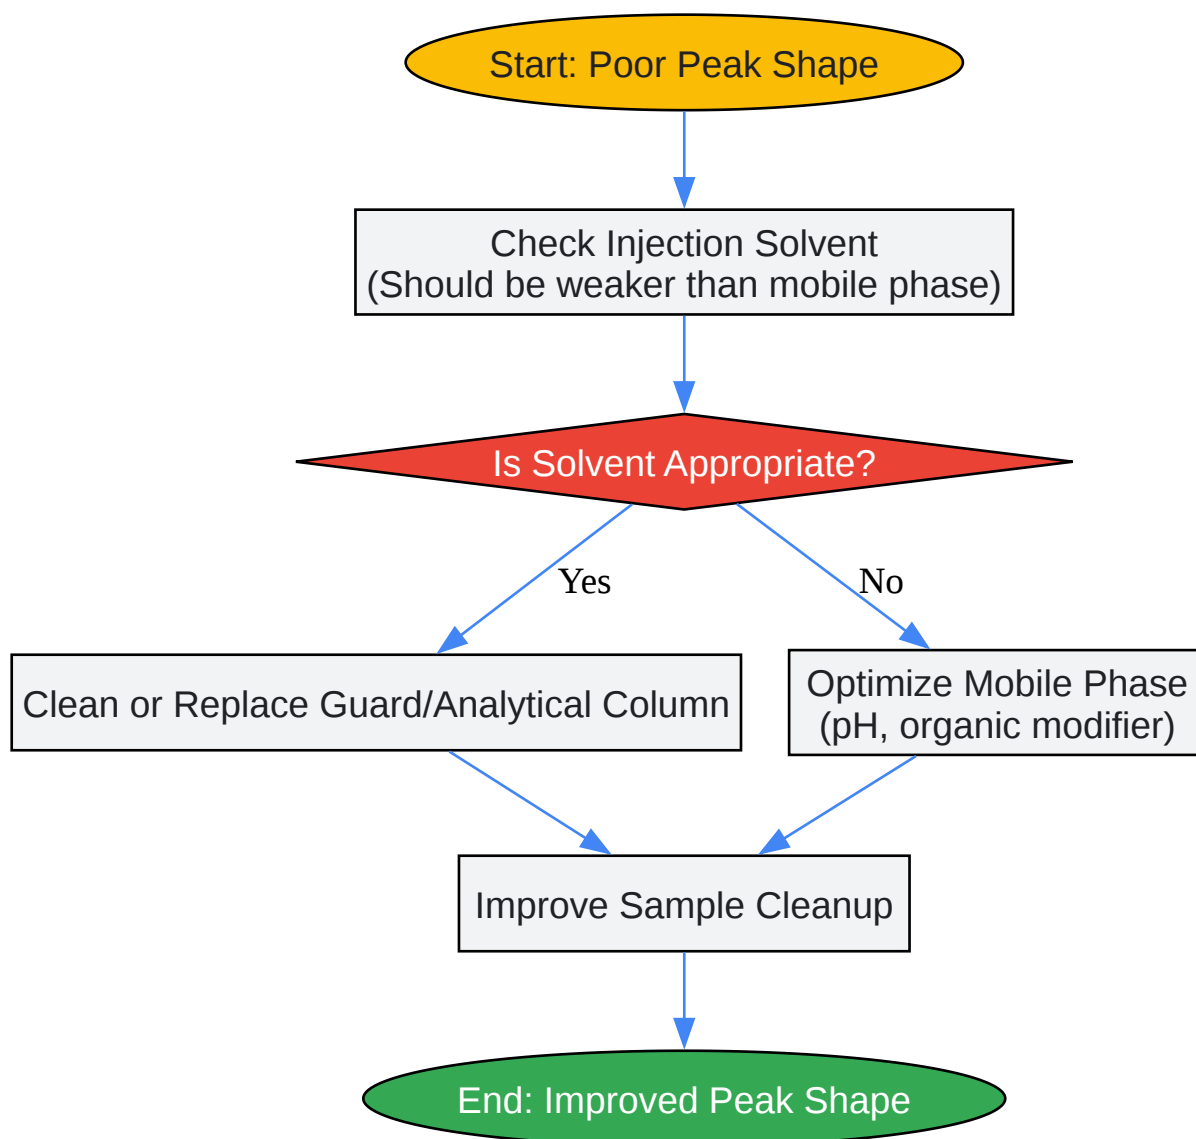 Start: Poor Peak Shape
Check Injection Solvent
(Should be weaker than mobile phase)
Is Solvent Appropriate?
Yes
No
Clean or Replace Guard/Analytical Column
Optimize Mobile Phase
(pH, organic modifier)
Improve Sample Cleanup
End: Improved Peak Shape